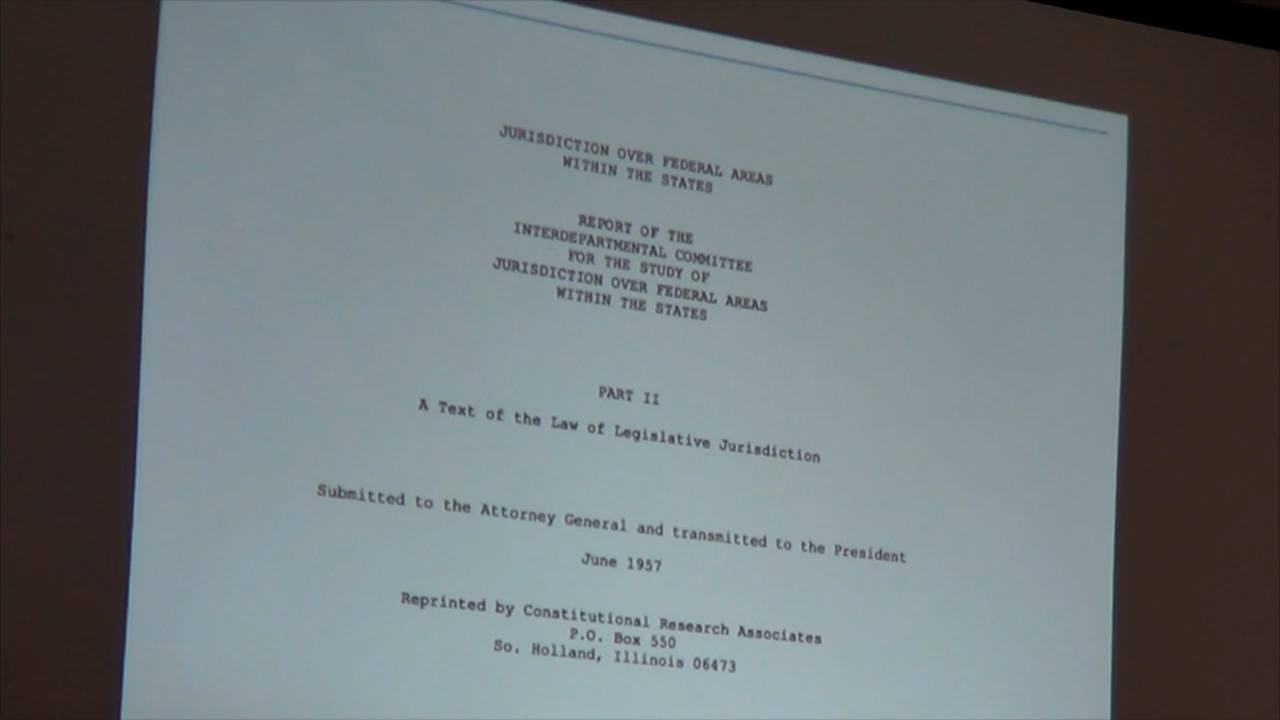 JURISDICTION OVER FEDERAL AREAS
WITHIN THE STATES
REPORT OF THE
INTERDEPARTMENTAL COMMITTEE
FOR THE STUDY OF
JURISDICTION OVER FEDERAL AREAS
WITHIN THE STATES
PART II
A Text of the Law of Legislative Jurisdiction
Submitted to the Attorney General and transmitted to the President
June 1957
Reprinted by Constitutional Research Associates
P.O. Box 550
So. Holland, Illinois 06473